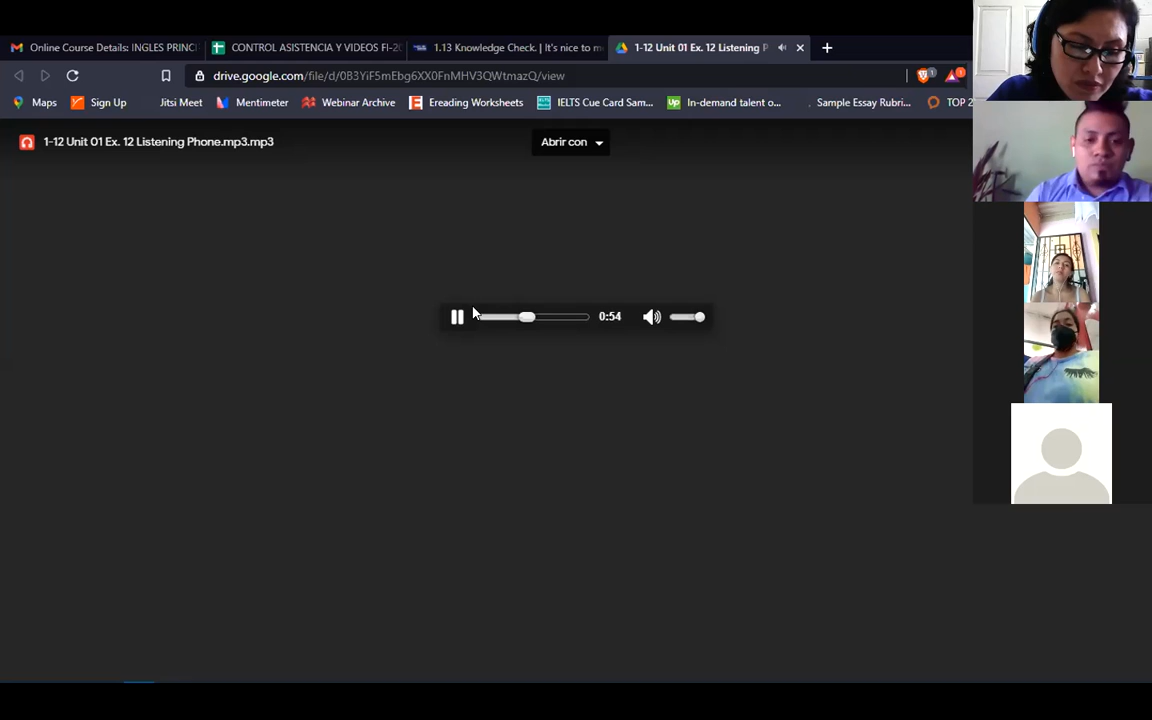 Online Course Details: INGLES PRINCI
CONTROL ASISTENCIA Y VIDEOS FI-20
1.13 Knowledge Check. | It's nice to m
1-12 Unit 01 Ex. 12 Listening P
drive.google.com/file/d/0B3YiF5mEbg6XX0FnMHV3QWtmazQ/view
1
1
Maps
Sign Up
Jitsi Meet
Mentimeter
Webinar Archive
Ereading Worksheets
IELTS Cue Card Sam...
In-demand talent o...
Sample Essay Rubri...
TOP 2
1-12 Unit 01 Ex. 12 Listening Phone.mp3.mp3
Abrir con
0:54